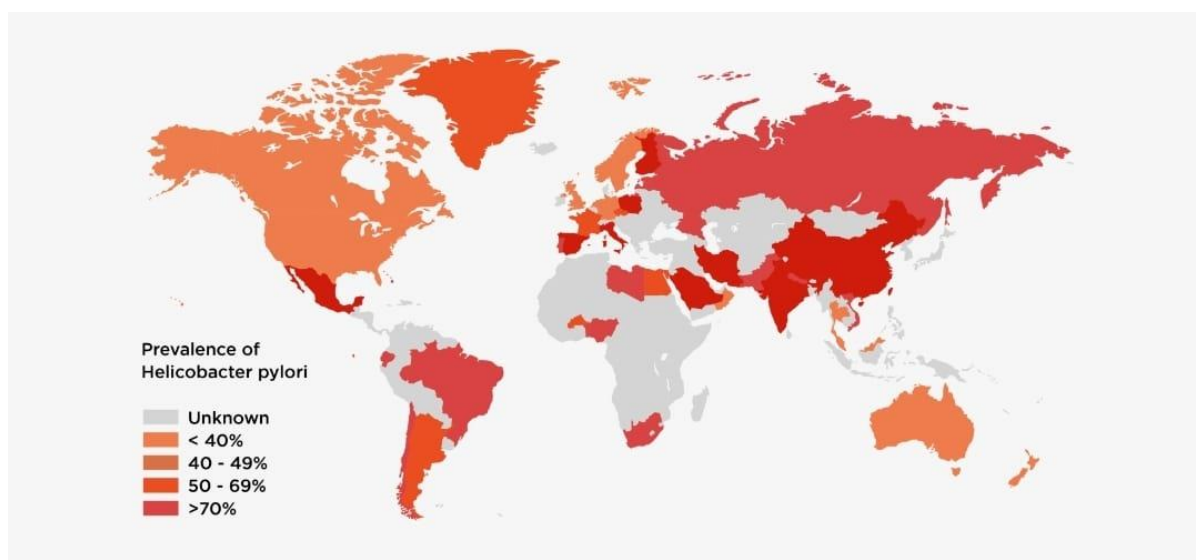 Prevalence of
Helicobacter pylori
Unknown
< 40%
40 - 49%
50 - 69%
>70%